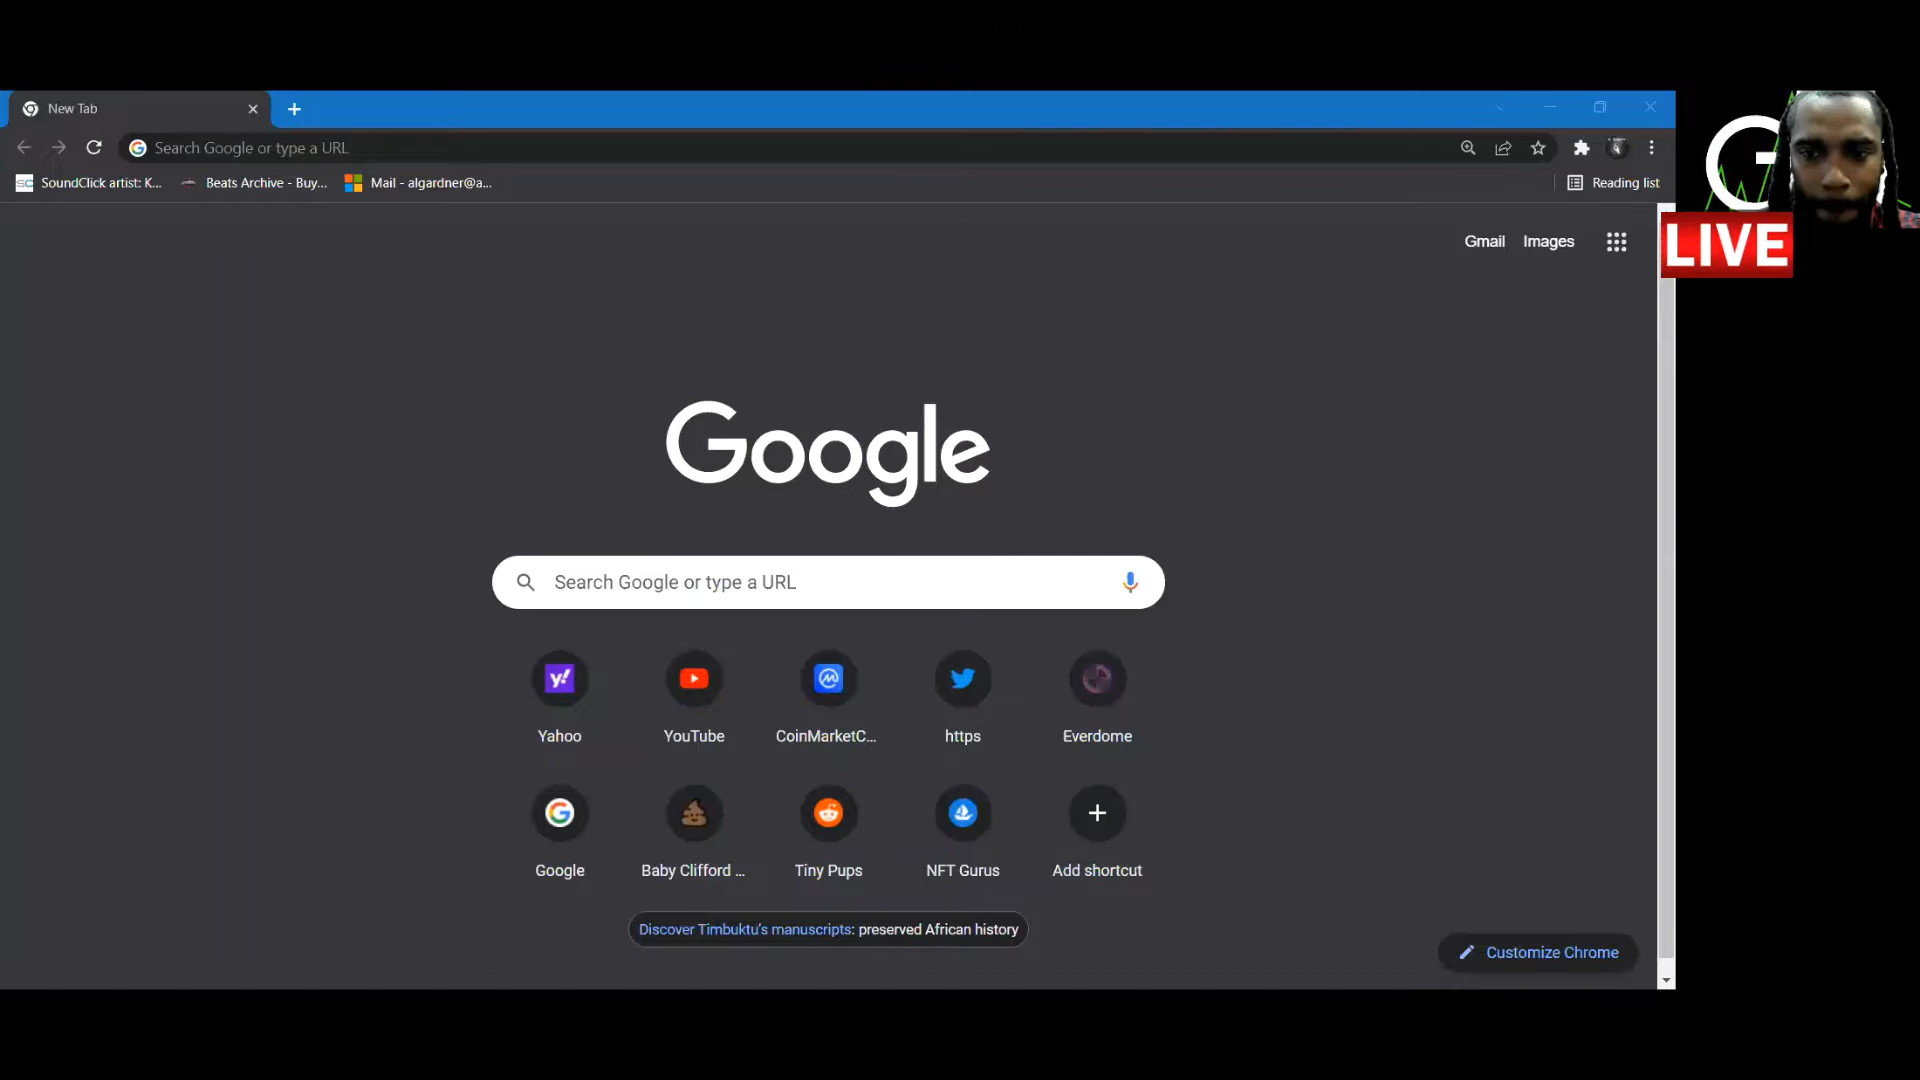 New Tab
Search Google or type a URL
SoundClick artist: K...
Beats Archive - Buy...
Mail - algardner@a...
Reading list
LIVE
Gmail
Images
Google
Search Google or type a URL
Yahoo
YouTube
CoinMarketC...
https
Everdome
Google
Baby Clifford ...
Tiny Pups
NFT Gurus
Add shortcut
Discover Timbuktu's manuscripts: preserved African history
Customize Chrome